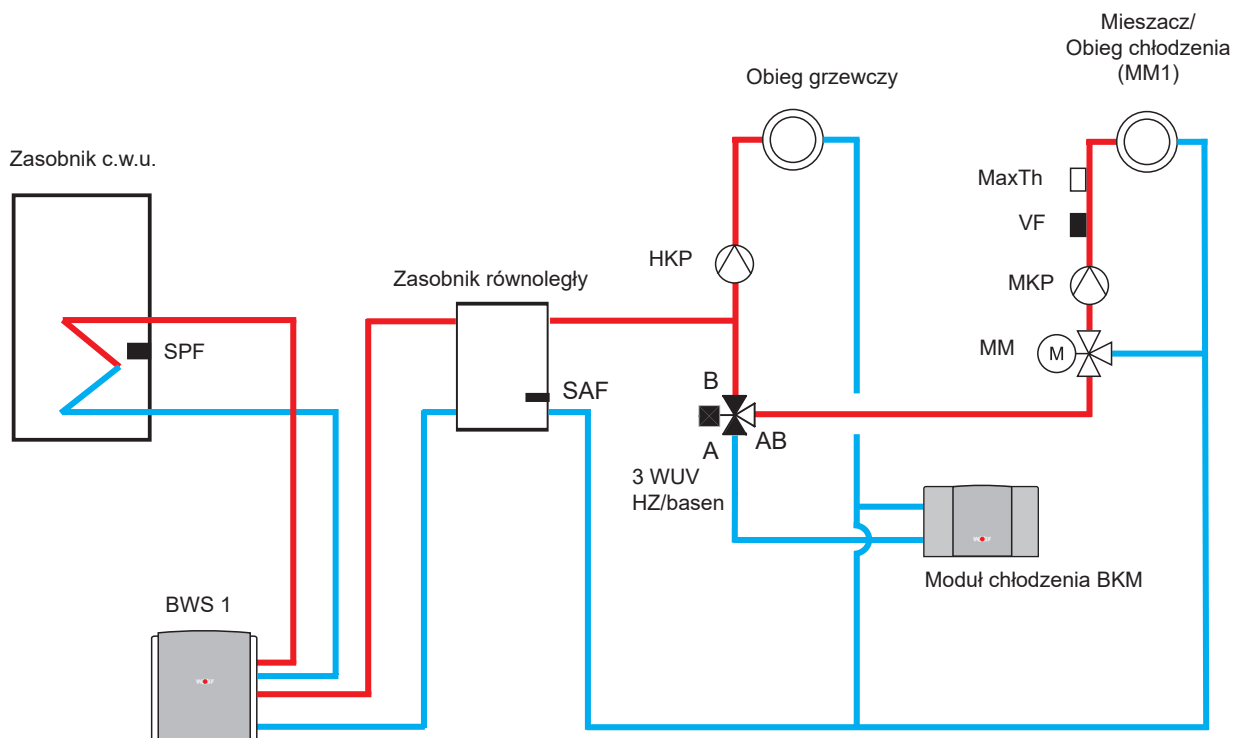 Mieszacz/
Obieg chłodzenia
(MM1)
Obieg grzewczy
Zasobnik c.w.u.
MaxTh
VF
HKP
Zasobnik równoległy
MKP
SPF
MM
M
B
SAF
A
AB
3 WUV
HZ/basen
Moduł chłodzenia BKM
BWS 1